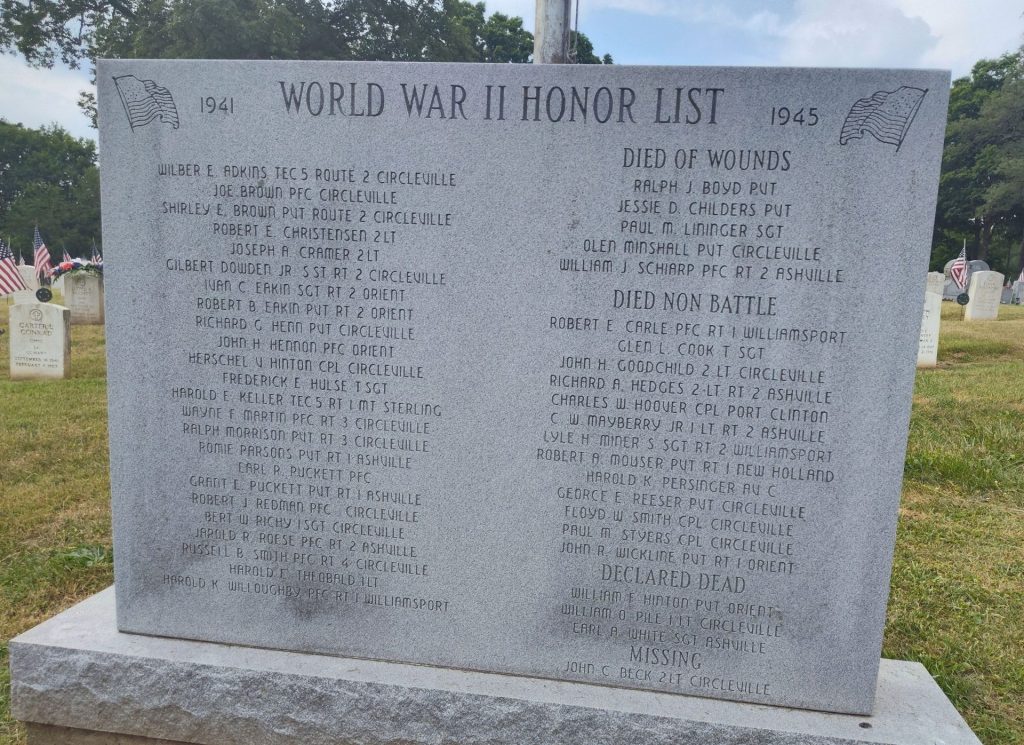 1941 WORLD WAR II HONOR LIST 1945
WILBER E. ADKINS TEC 5 ROUTE 2 CIRCLEVILLE
JOE BROWN PFC CIRCLEVILLE
SHIRLEY E. BROWN PVT ROUTE 2 CIRCLEVILLE
ROBERT E. CHRISTENSEN 2 LT
JOSEPH A. CRAMER 2 LT
GILBERT DOWDEN JR. S ST RT 2 CIRCLEVILLE
IVAN C. EAKIN SGT RT 2 ORIENT
ROBERT B. EAKIN PVT RT 2 ORIENT
RICHARD G. HENN PVT CIRCLEVILLE
JOHN H. HENNON PFC ORIENT
HERSCHEL V. HINTON CPL CIRCLEVILLE
FREDERICK E. HULSE T SGT
HAROLD E. KELLER TEC 5 RT 1 MT STERLING
WAYNE F. MARTIN PFC RT 3 CIRCLEVILLE
RALPH MORRISON PVT RT 3 CIRCLEVILLE
ROMIE PARSONS PVT RT 1 ASHVILLE
EARL R. PUCKETT PFC
GRANT L. PUCKETT PVT RT 1 ASHVILLE
ROBERT J. REDMAN PFC CIRCLEVILLE
BERT W. RICHY 1 SGT CIRCLEVILLE
JAROLD R. ROESE PFC RT 2 ASHVILLE
RUSSELL B. SMITH PFC RT 4 CIRCLEVILLE
HAROLD E. THEOBALD 1LT
HAROLD K. WILLOUGHBY PFC RT 1 WILLIAMSPORT
DIED OF WOUNDS
RALPH J. BOYD PVT
JESSIE D. CHILDERS PVT
PAUL M. LININGER SGT
OLEN MINSHALL PVT CIRCLEVILLE
WILLIAM J. SCHIARP PFC RT 2 ASHVILLE
DIED NON BATTLE
ROBERT E. CARLE PFC RT 1 WILLIAMSPORT
GLEN L. COOK T SGT
JOHN H. GOODCHILD 2 LT CIRCLEVILLE
RICHARD A. HEDGES 2-LT RT 2 ASHVILLE
CHARLES W. HOOVER CPL PORT CLINTON
C. W. MAYBERRY JR 1 LT RT 2 ASHVILLE
LYLE H. MINER S SGT RT 2 WILLIAMSPORT
ROBERT A. MOUSER PVT RT 1 NEW HOLLAND
HAROLD K. PERSINGER AV C
GEORGE E. REESER PVT CIRCLEVILLE
FLOYD W. SMITH CPL CIRCLEVILLE
PAUL M. STYERS CPL CIRCLEVILLE
JOHN R. WICKLINE PVT RT 1 ORIENT
DECLARED DEAD
WILLIAM F. HINTON PVT ORIENT
WILLIAM O. PILE 1 LT CIRCLEVILLE
EARL A. WHITE SGT ASHVILLE
MISSING
JOHN C. BECK 2 LT CIRCLEVILLE
CONRAD